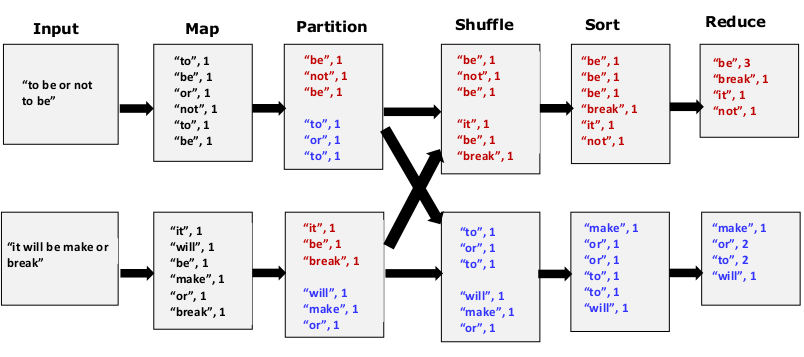 Input
Map
Partition
Shuffle
Sort
Reduce
“to be or not
to be”
“to”, 1
“be”, 1
“or”, 1
“not”, 1
“to”, 1
“be”, 1
“be”, 1
“not”, 1
“be”, 1
“to”, 1
“or”, 1
“to”, 1
“be”, 1
“not”, 1
“be”, 1
“it”, 1
“be”, 1
“break”, 1
“be”, 1
“be”, 1
“be”, 1
“break”, 1
“it”, 1
“not”, 1
“be”, 3
“break”, 1
“it”, 1
“not”, 1
“it will be make or
break”
“it”, 1
“will”, 1
“be”, 1
“make”, 1
“or”, 1
“break”, 1
“it”, 1
“be”, 1
“break”, 1
“will”, 1
“make”, 1
“or”, 1
“to”, 1
“or”, 1
“to”, 1
“will”, 1
“make”, 1
“or”, 1
“make”, 1
“or”, 1
“or”, 1
“to”, 1
“to”, 1
“will”, 1
“make”, 1
“or”, 2
“to”, 2
“will”, 1